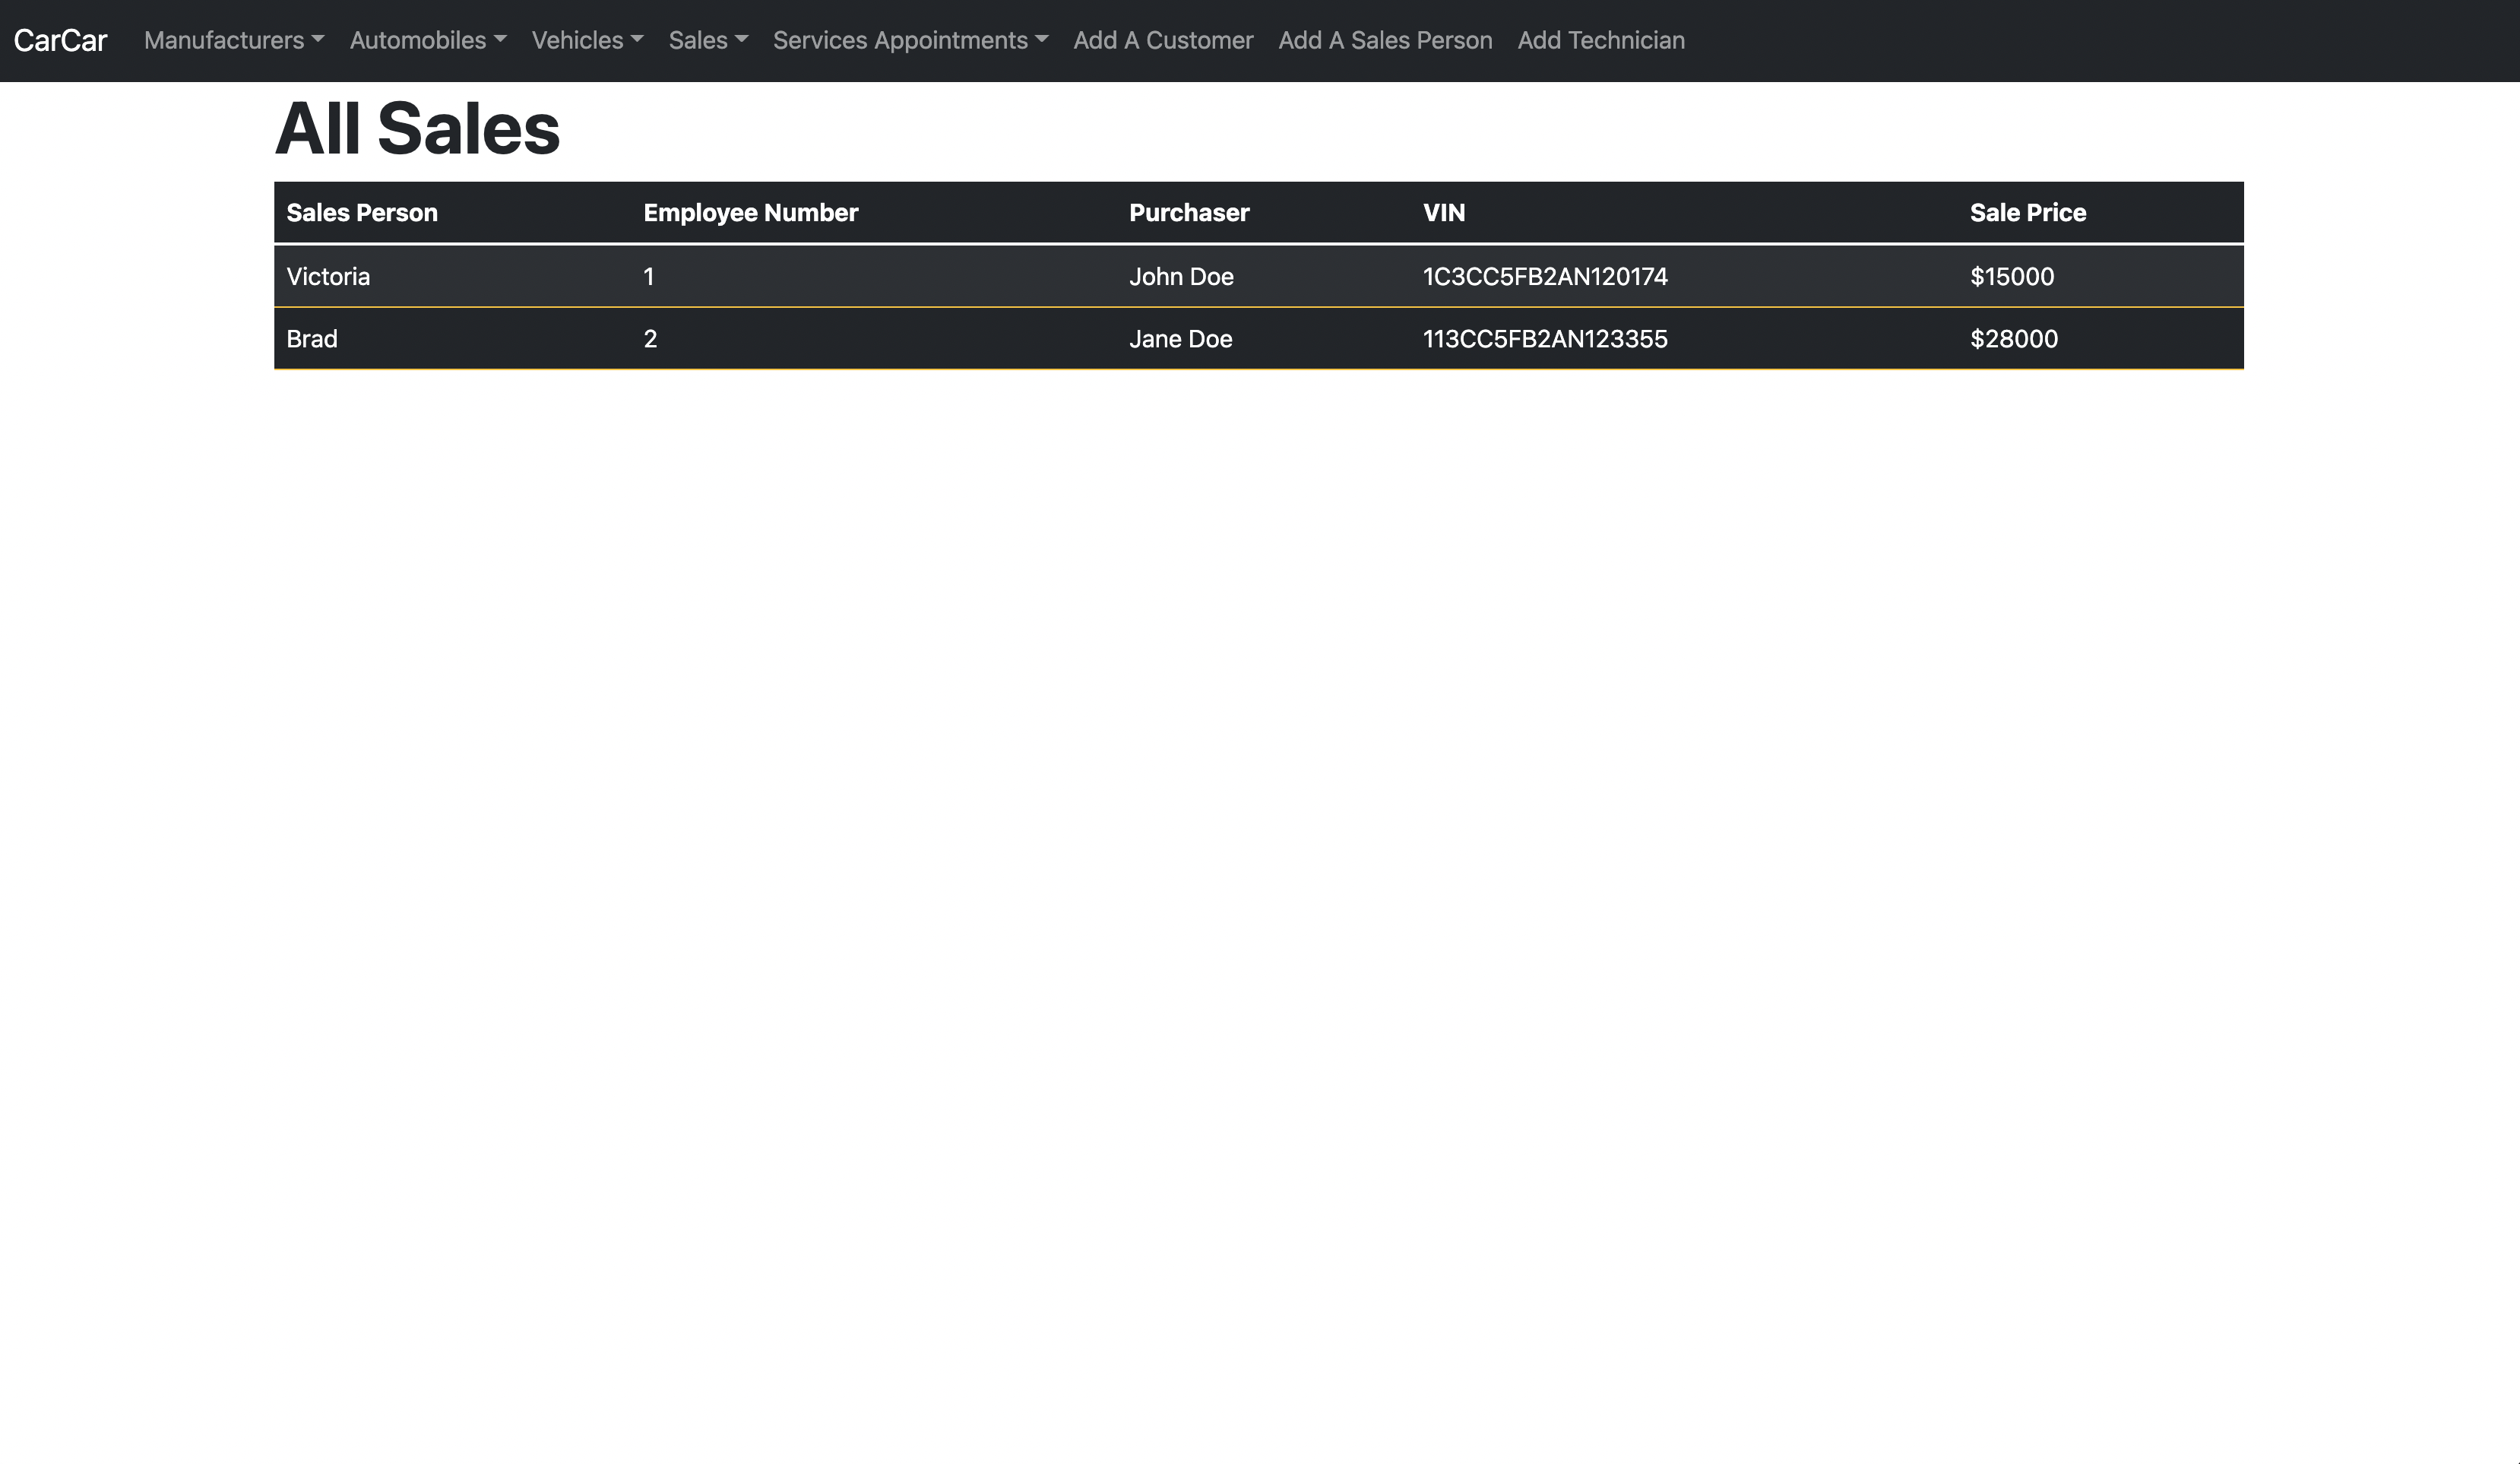 CarCar Manufacturers Automobiles Vehicles Sales Services Appointments Add A Customer Add A Sales Person Add Technician
All Sales
Sales Person Employee Number Purchaser VIN Sale Price
Victoria 1 John Doe 1C3CC5FB2AN120174 $15000
Brad 2 Jane Doe 113CC5FB2AN123355 $28000